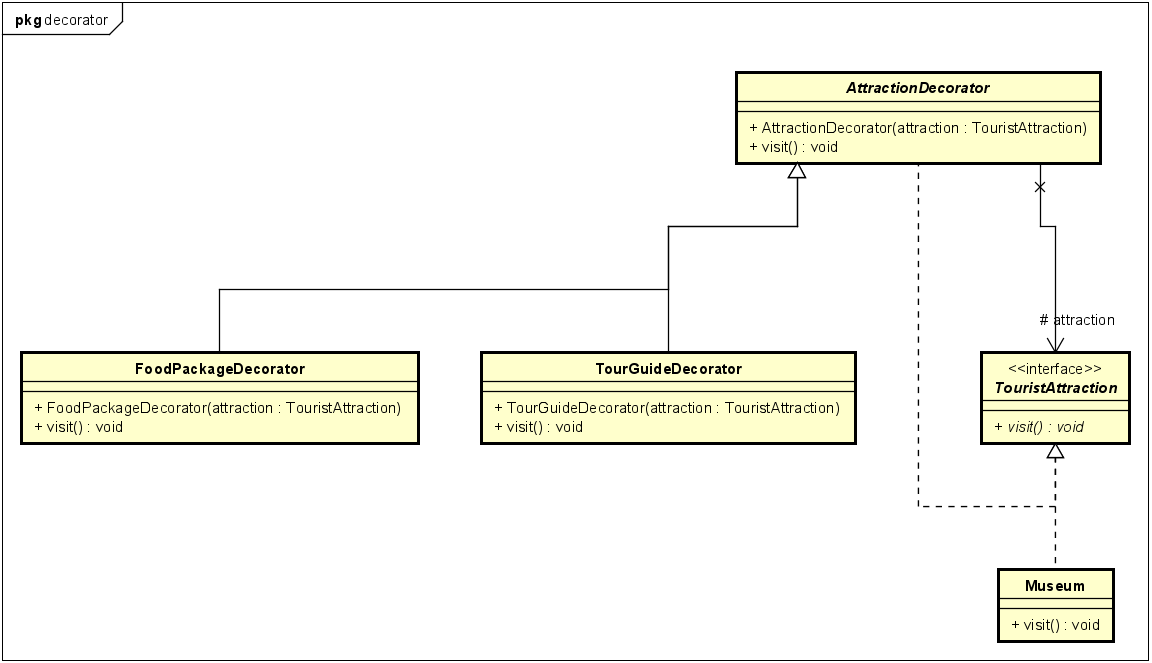 pkg decorator
AttractionDecorator
+ AttractionDecorator(attraction : TouristAttraction)
+ visit() : void
# attraction
FoodPackageDecorator
+ FoodPackageDecorator(attraction : TouristAttraction)
+ visit() : void
TourGuideDecorator
+ TourGuideDecorator(attraction : TouristAttraction)
+ visit() : void
<<interface>>
TouristAttraction
+ visit() : void
Museum
+ visit() : void